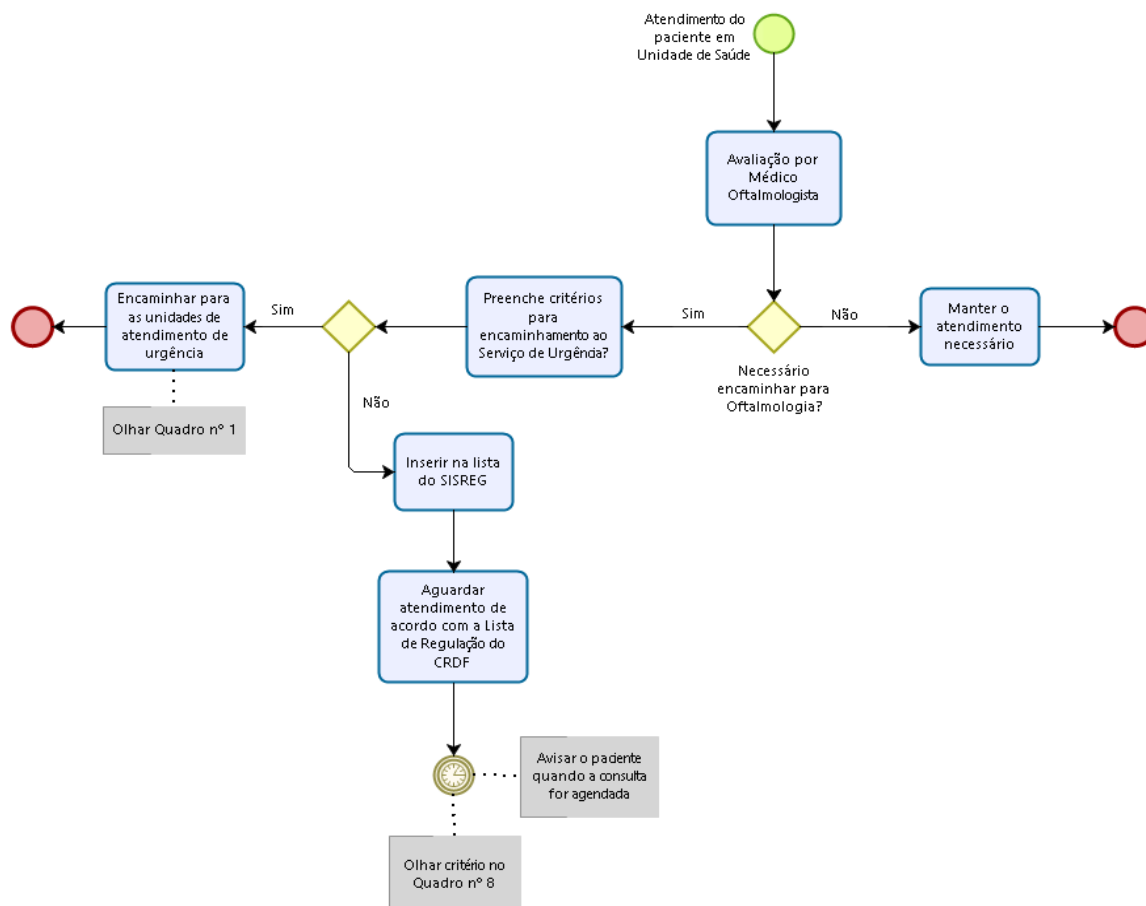 Atendimento do
paciente em
Unidade de Saúde
Avaliação por
Médico
Oftalmologista
Necessário
encaminhar para
Oftalmologia?
Não
Manter o
atendimento
necessário
Sim
Preenche critérios
para
encaminhamento ao
Serviço de Urgência?
Sim
Encaminhar para
as unidades de
atendimento de
urgência
Olhar Quadro nº 1
Não
Inserir na lista
do SISREG
Aguardar
atendimento de
acordo com a Lista
de Regulação do
CRDF
Avisar o paciente
quando a consulta
for agendada
Olhar critério no
Quadro nº 8